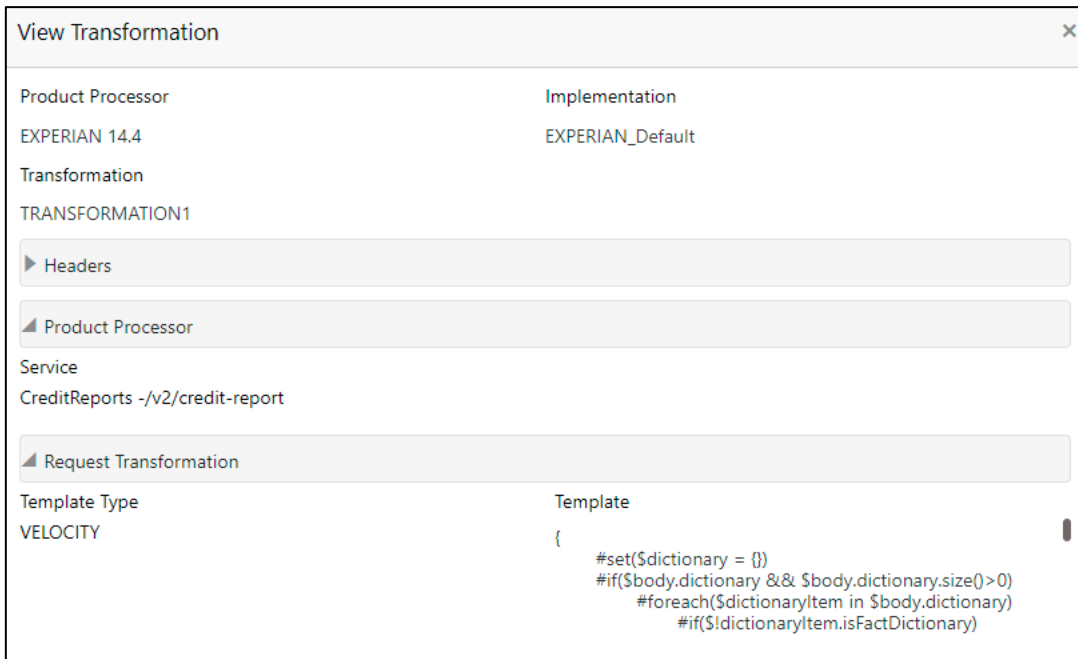 View Transformation ×
Product Processor Implementation
EXPERIAN 14.4 EXPERIAN_Default
Transformation
TRANSFORMATION1
Headers
Product Processor
Service
CreditReports -/v2/credit-report
Request Transformation
Template Type Template
VELOCITY {
#set($dictionary = {})
#if($body.dictionary && $body.dictionary.size()>0)
#foreach($dictionaryItem in $body.dictionary)
#if($!dictionaryItem.isFactDictionary)